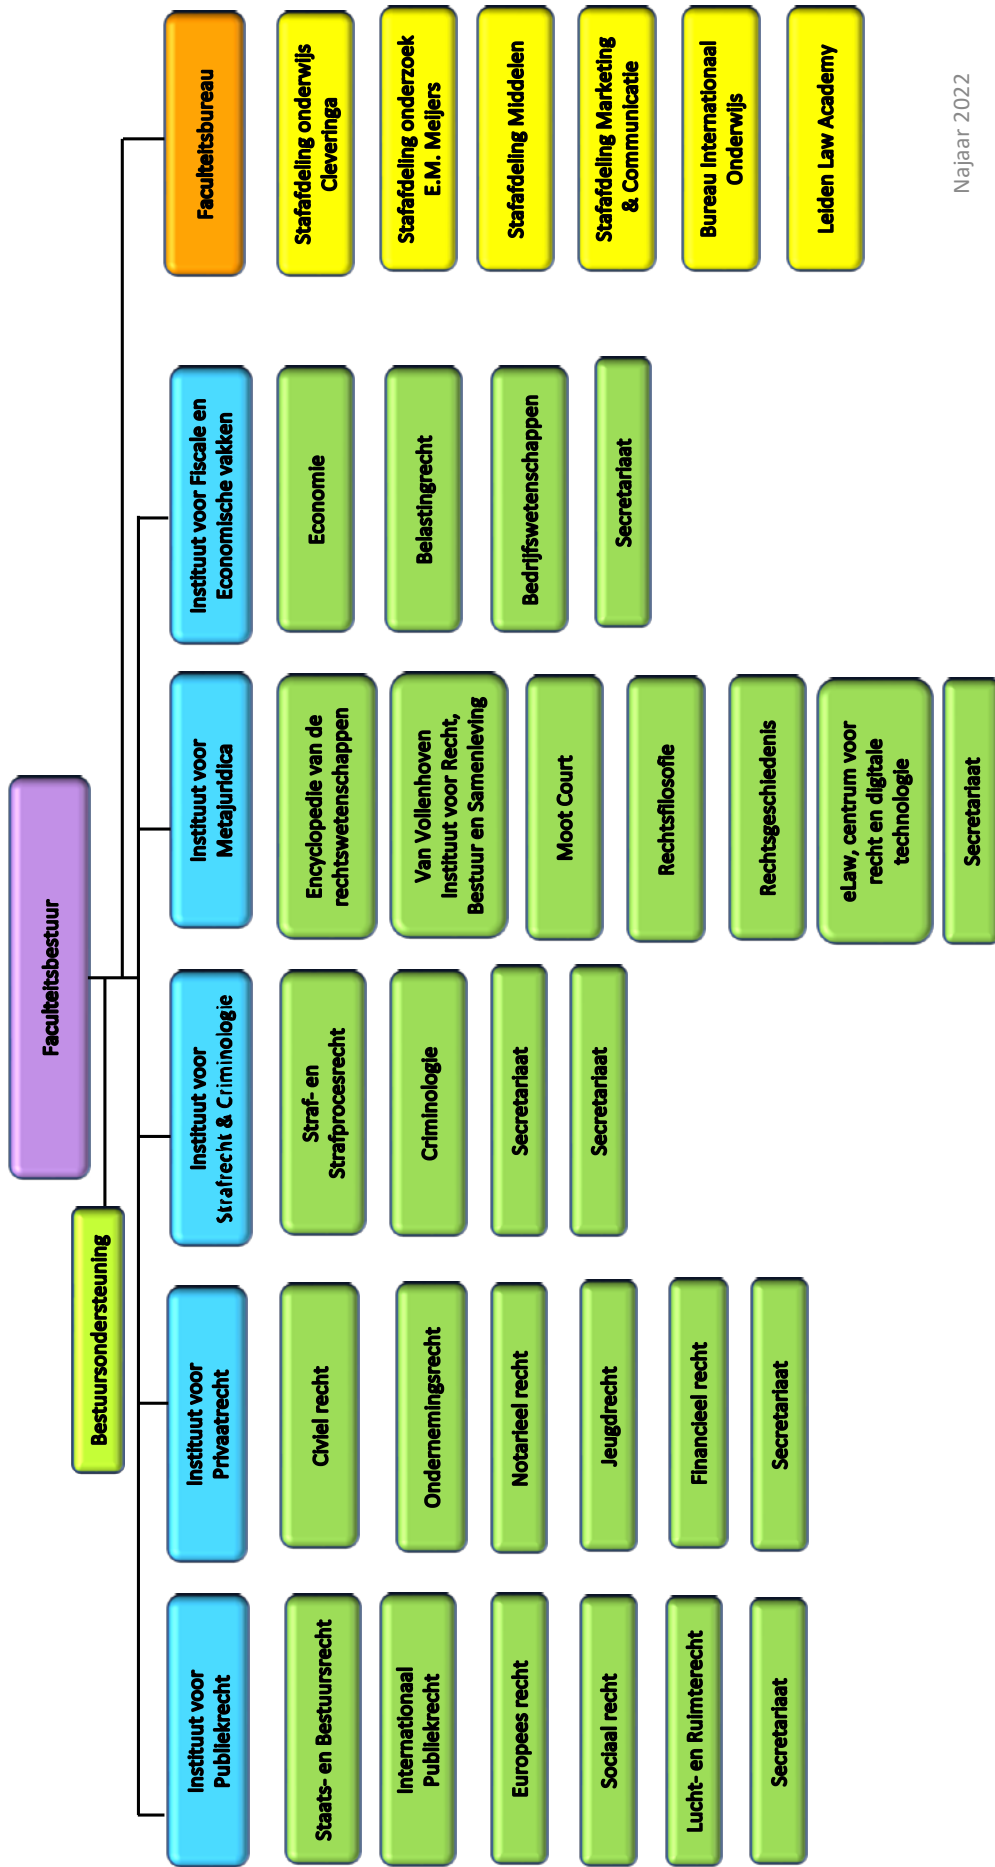 Faculteitsbestuur
Bestuursondersteuning
Instituut voor
Publiekrecht
Staats- en Bestuursrecht
Internationaal
Publiekrecht
Europees recht
Sociaal recht
Lucht- en Ruimterecht
Secretariaat
Instituut voor
Privaatrecht
Civiel recht
Ondernemingsrecht
Notarieel recht
Jeugdrecht
Financieel recht
Secretariaat
Instituut voor
Strafrecht & Criminologie
Straf- en
Strafprocesrecht
Criminologie
Secretariaat
Secretariaat
Instituut voor
Metajuridica
Encyclopedie van de
rechtswetenschappen
Van Vollenhoven
Instituut voor Recht,
Bestuur en Samenleving
Moot Court
Rechtsfilosofie
Rechtsgeschiedenis
eLaw, centrum voor
recht en digitale
technologie
Secretariaat
Instituut voor Fiscale en
Economische vakken
Economie
Belastingrecht
Bedrijfswetenschappen
Secretariaat
Faculteitsbureau
Stafafdeling onderwijs
Cleveringa
Stafafdeling onderzoek
E.M. Meijers
Stafafdeling Middelen
Stafafdeling Marketing
& Communicatie
Bureau Internationaal
Onderwijs
Leiden Law Academy
Najaar 2022